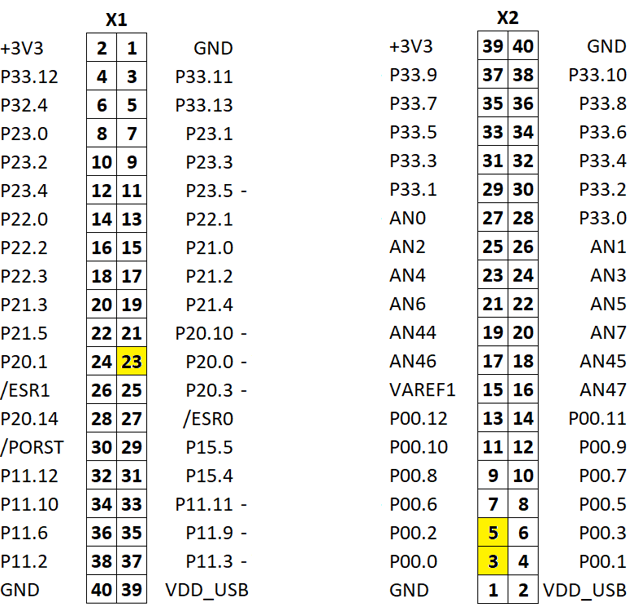 X1 X2
+3V3 2 1 GND +3V3 39 40 GND
P33.12 4 3 P33.11 P33.9 37 38 P33.10
P32.4 6 5 P33.13 P33.7 35 36 P33.8
P23.0 8 7 P23.1 P33.5 33 34 P33.6
P23.2 10 9 P23.3 P33.3 31 32 P33.4
P23.4 12 11 P23.5 - P33.1 29 30 P33.2
P22.0 14 13 P22.1 AN0 27 28 P33.0
P22.2 16 15 P21.0 AN2 25 26 AN1
P22.3 18 17 P21.2 AN4 23 24 AN3
P21.3 20 19 P21.4 AN6 21 22 AN5
P21.5 22 21 P20.10 - AN44 19 20 AN7
P20.1 24 23 P20.0 - AN46 17 18 AN45
/ESR1 26 25 P20.3 - VAREF1 15 16 AN47
P20.14 28 27 /ESR0 P00.12 13 14 P00.11
/PORST 30 29 P15.5 P00.10 11 12 P00.9
P11.12 32 31 P15.4 P00.8 9 10 P00.7
P11.10 34 33 P11.11 - P00.6 7 8 P00.5
P11.6 36 35 P11.9 - P00.2 5 6 P00.3
P11.2 38 37 P11.3 - P00.0 3 4 P00.1
GND 40 39 VDD_USB GND 1 2 VDD_USB